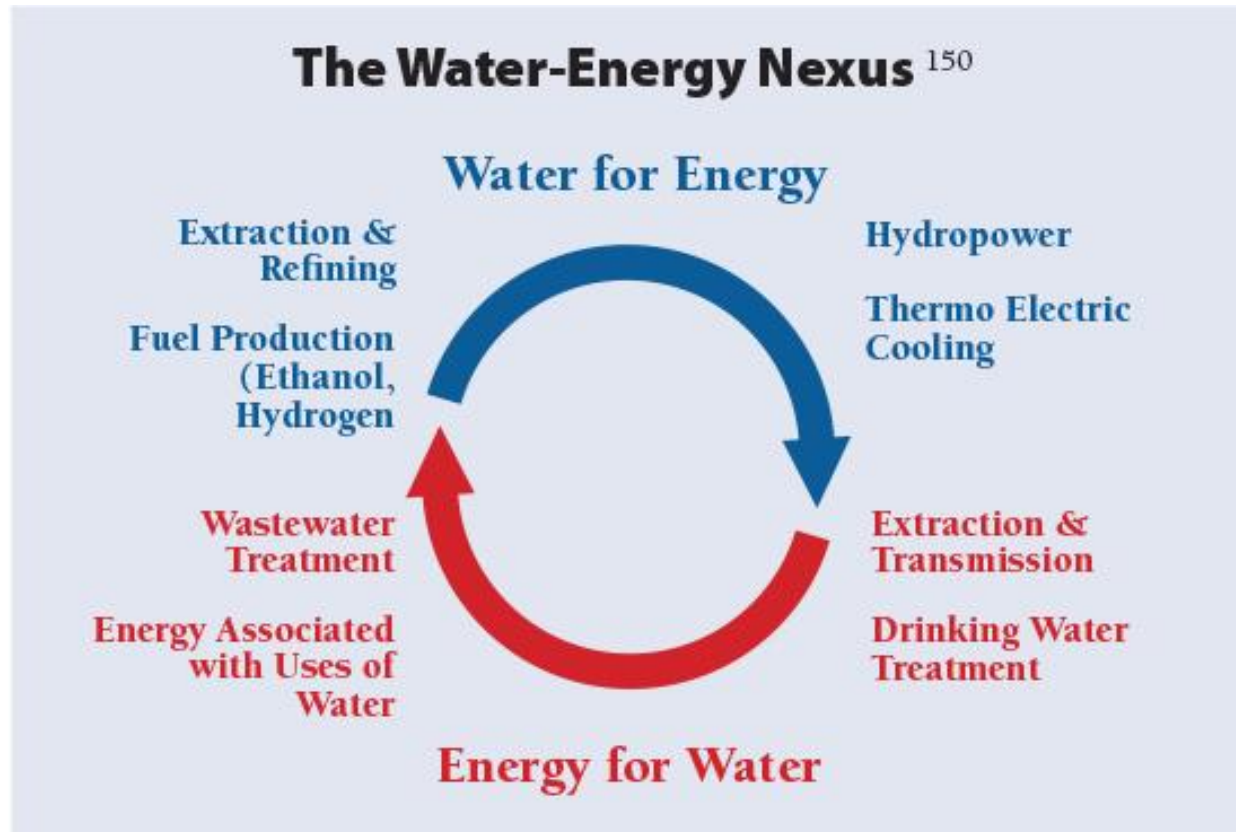 The Water-Energy Nexus 150
Water for Energy
Extraction &
Refining
Fuel Production
(Ethanol,
Hydrogen
Hydropower
Thermo Electric
Cooling
Wastewater
Treatment
Energy Associated
with Uses of
Water
Extraction &
Transmission
Drinking Water
Treatment
Energy for Water